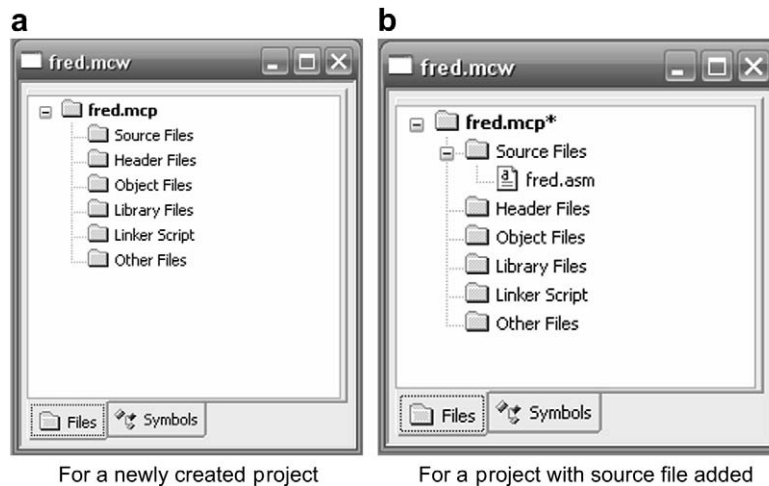 a
fred.mcw
fred.mcp
Source Files
Header Files
Object Files
Library Files
Linker Script
Other Files
Files
Symbols
For a newly created project
b
fred.mcw
fred.mcp*
Source Files
a
fred.asm
Header Files
Object Files
Library Files
Linker Script
Other Files
Files
Symbols
For a project with source file added